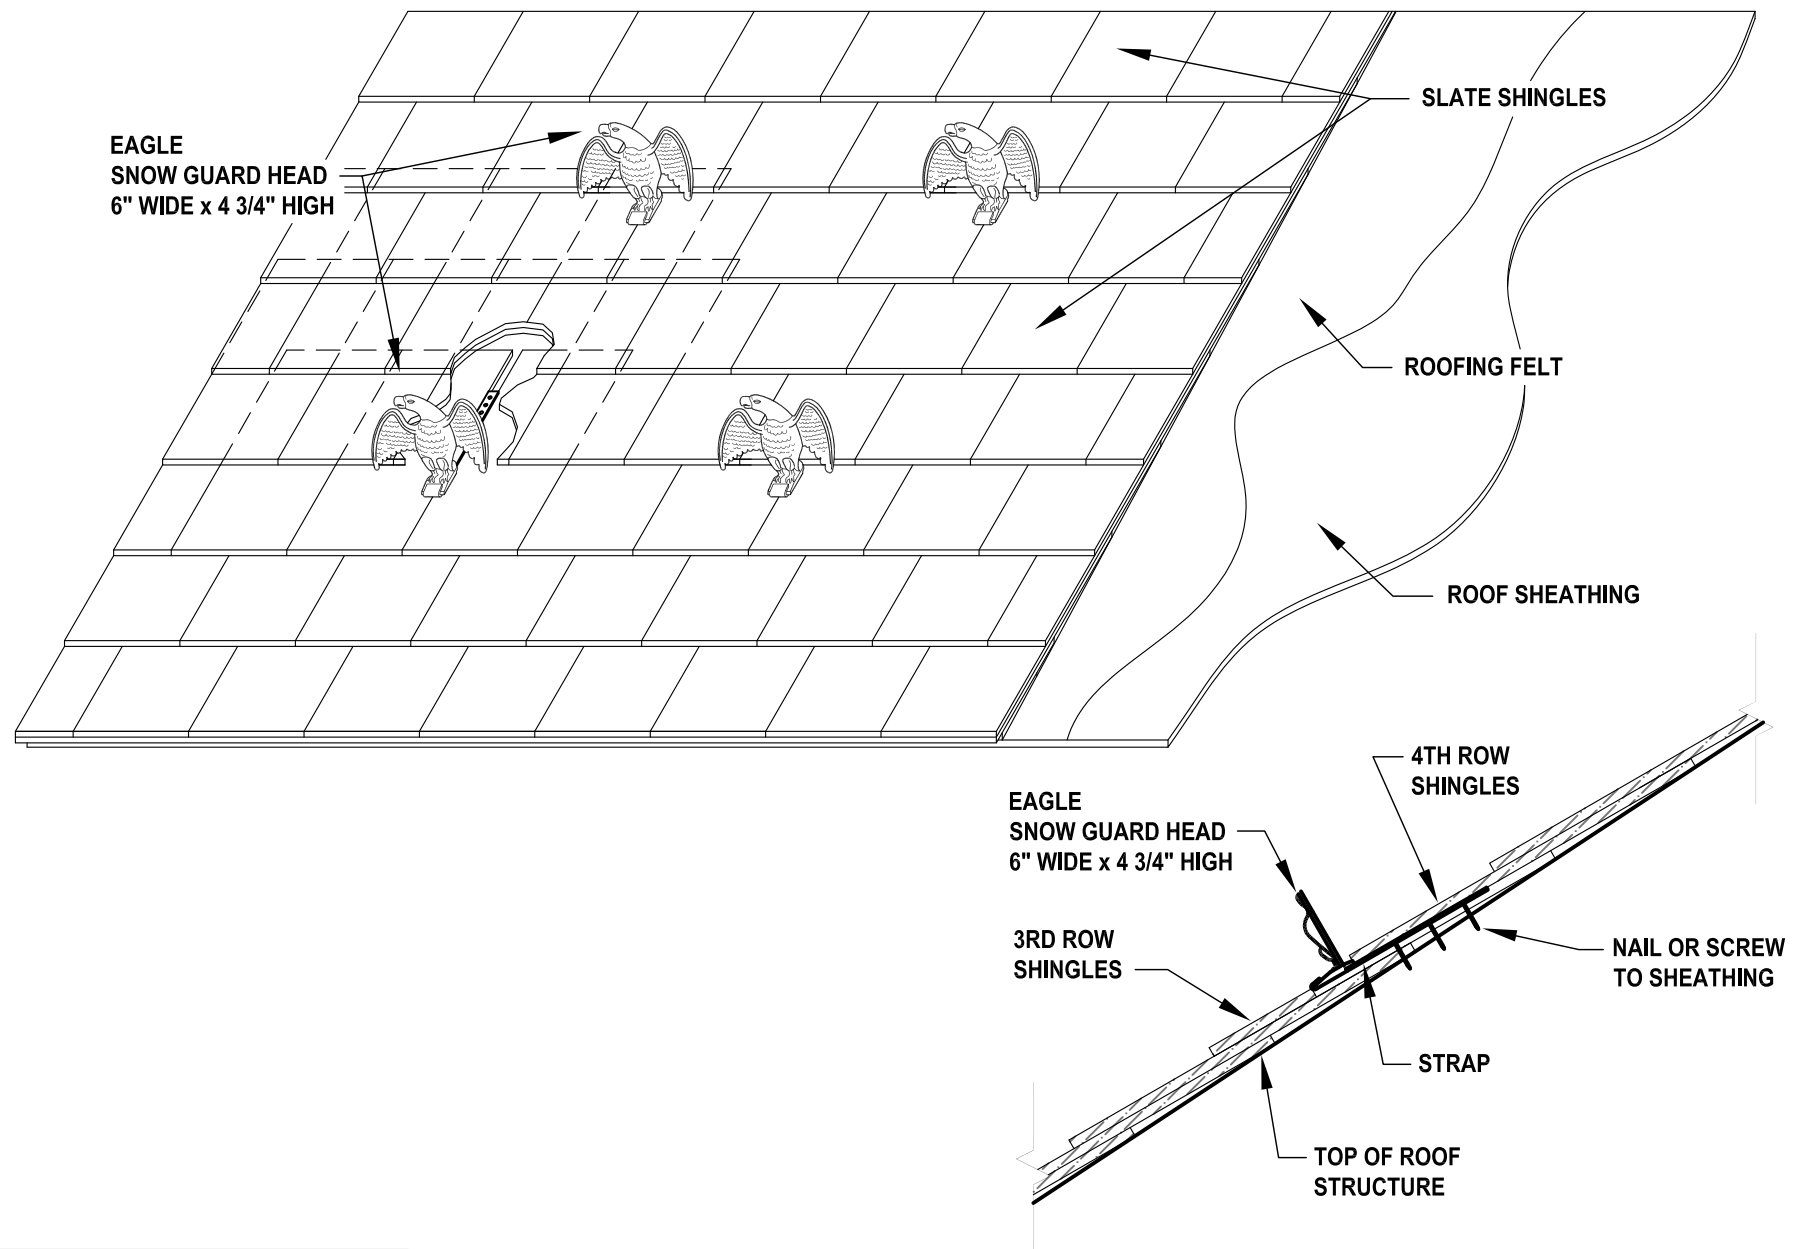 SLATE SHINGLES
EAGLE
SNOW GUARD HEAD
6" WIDE x 4 3/4" HIGH
ROOFING FELT
ROOF SHEATHING
4TH ROW
SHINGLES
EAGLE
SNOW GUARD HEAD
6" WIDE x 4 3/4" HIGH
3RD ROW
SHINGLES
NAIL OR SCREW
TO SHEATHING
STRAP
TOP OF ROOF
STRUCTURE